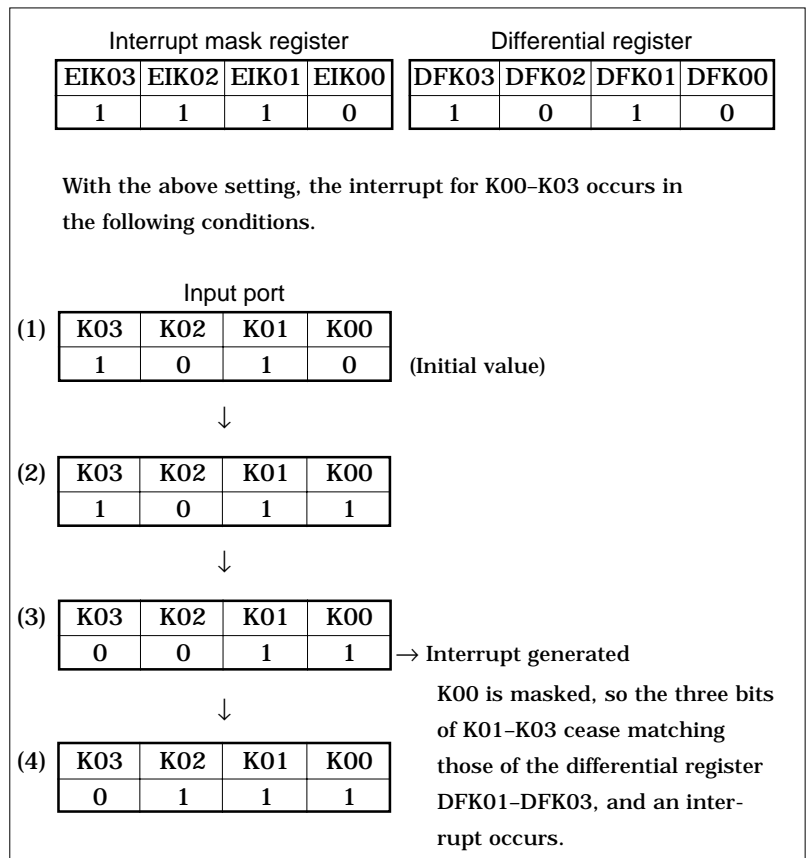 Interrupt mask register Differential register
EIK03 EIK02 EIK01 EIK00 DFK03 DFK02 DFK01 DFK00
1 1 1 0 1 0 1 0
With the above setting, the interrupt for K00–K03 occurs in
the following conditions.
Input port
(1) K03 K02 K01 K00
1 0 1 0 (Initial value)
↓
(2) K03 K02 K01 K00
1 0 1 1
↓
(3) K03 K02 K01 K00
0 0 1 1 → Interrupt generated
K00 is masked, so the three bits
↓
of K01–K03 cease matching
(4) K03 K02 K01 K00
those of the differential register
0 1 1 1
DFK01–DFK03, and an inter-
rupt occurs.